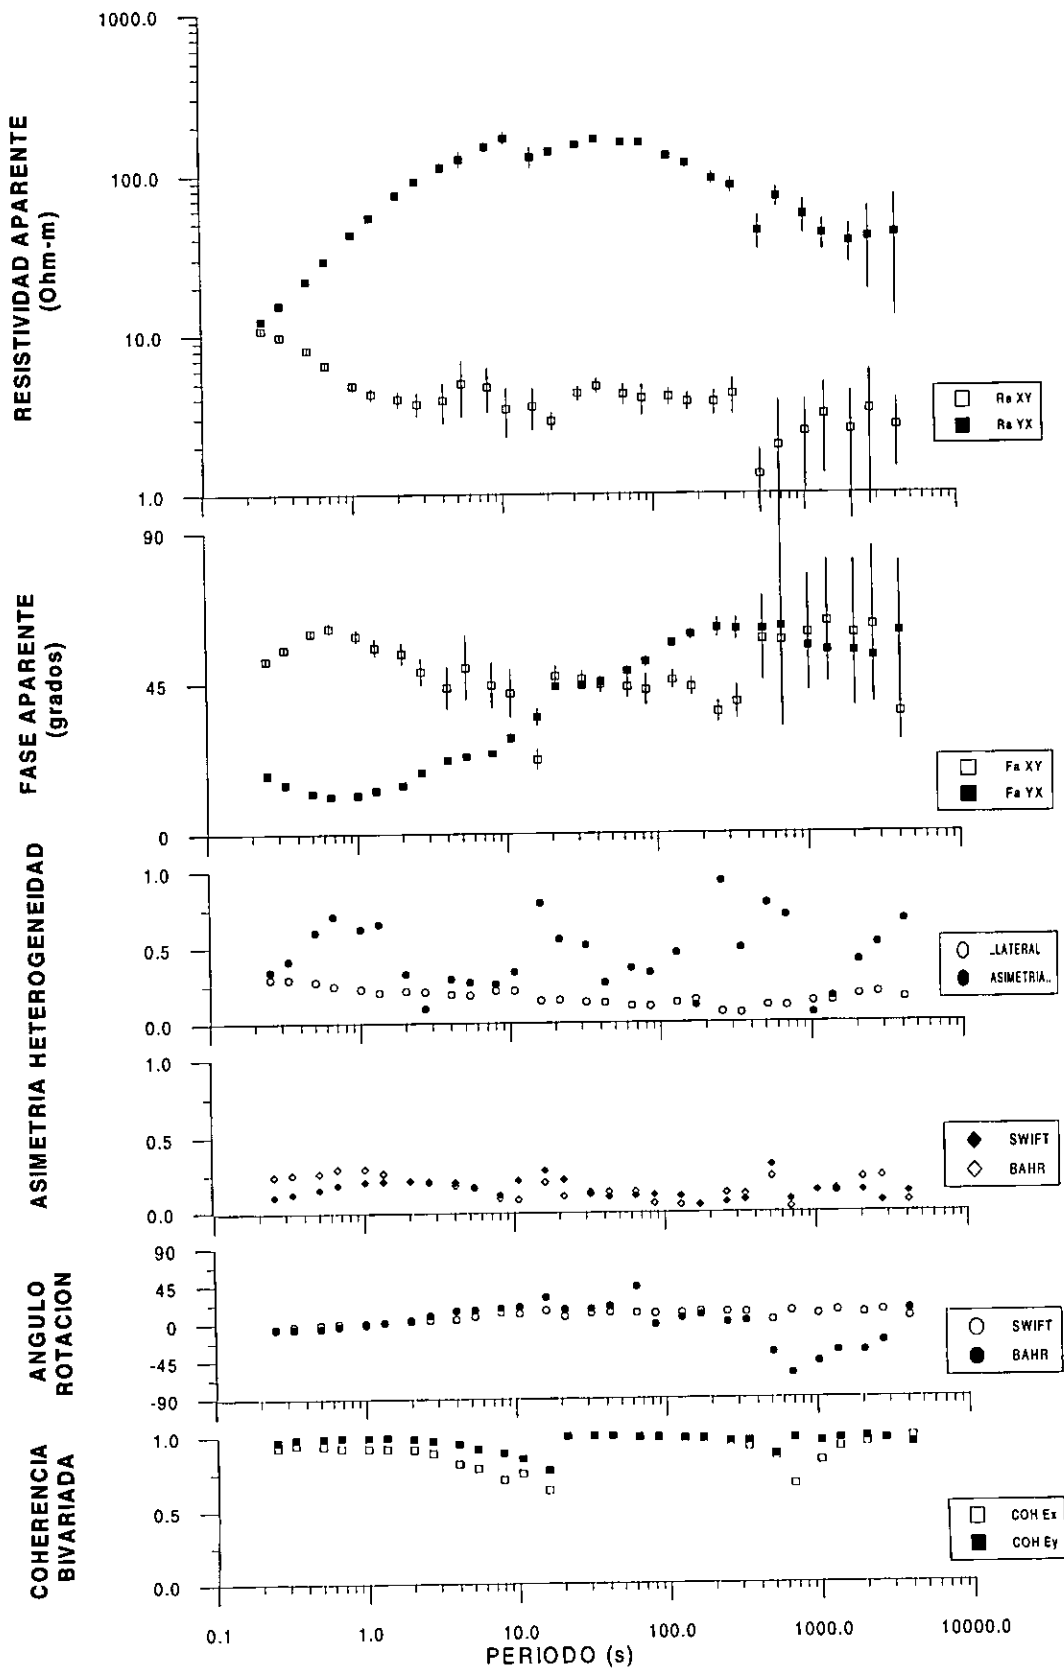 1000.0
100.0
10.0
1.0
RESISTIVIDAD APARENTE
(Ohm-m)
Ra XY
Ra YX
90
45
0
FASE APARENTE
(grados)
Fa XY
Fa YX
1.0
0.5
0.0
ASIMETRIA HETEROGENEIDAD
_LATERAL
ASIMETRIA..
1.0
0.5
0.0
SWIFT
BAHR
90
45
0
-45
-90
ANGULO
ROTACION
SWIFT
BAHR
1.0
0.5
0.0
COHERENCIA
BIVARIADA
COH Ex
COH Ey
0.1
1.0
10.0
100.0
1000.0
10000.0
PERIODO (s)